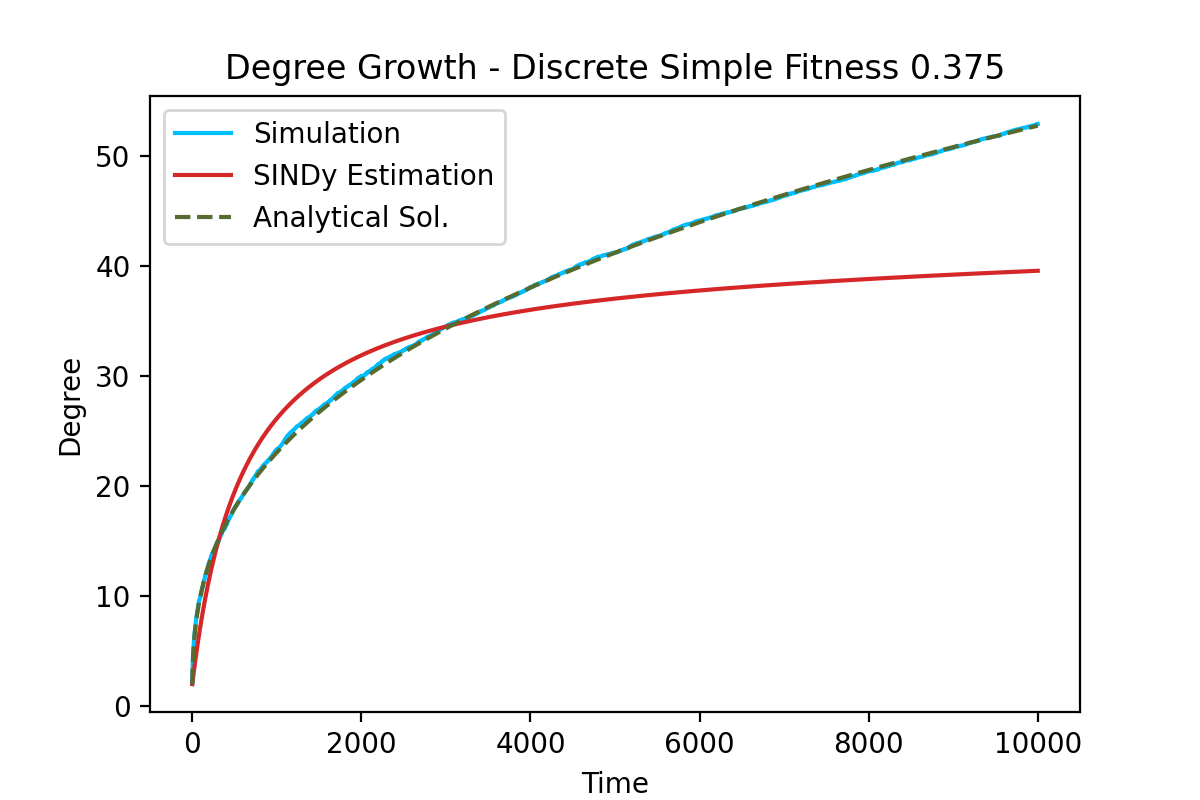 Degree Growth - Discrete Simple Fitness 0.375
Simulation
SINDy Estimation
Analytical Sol.
50
40
30
20
10
0
Degree
0 2000 4000 6000 8000 10000
Time